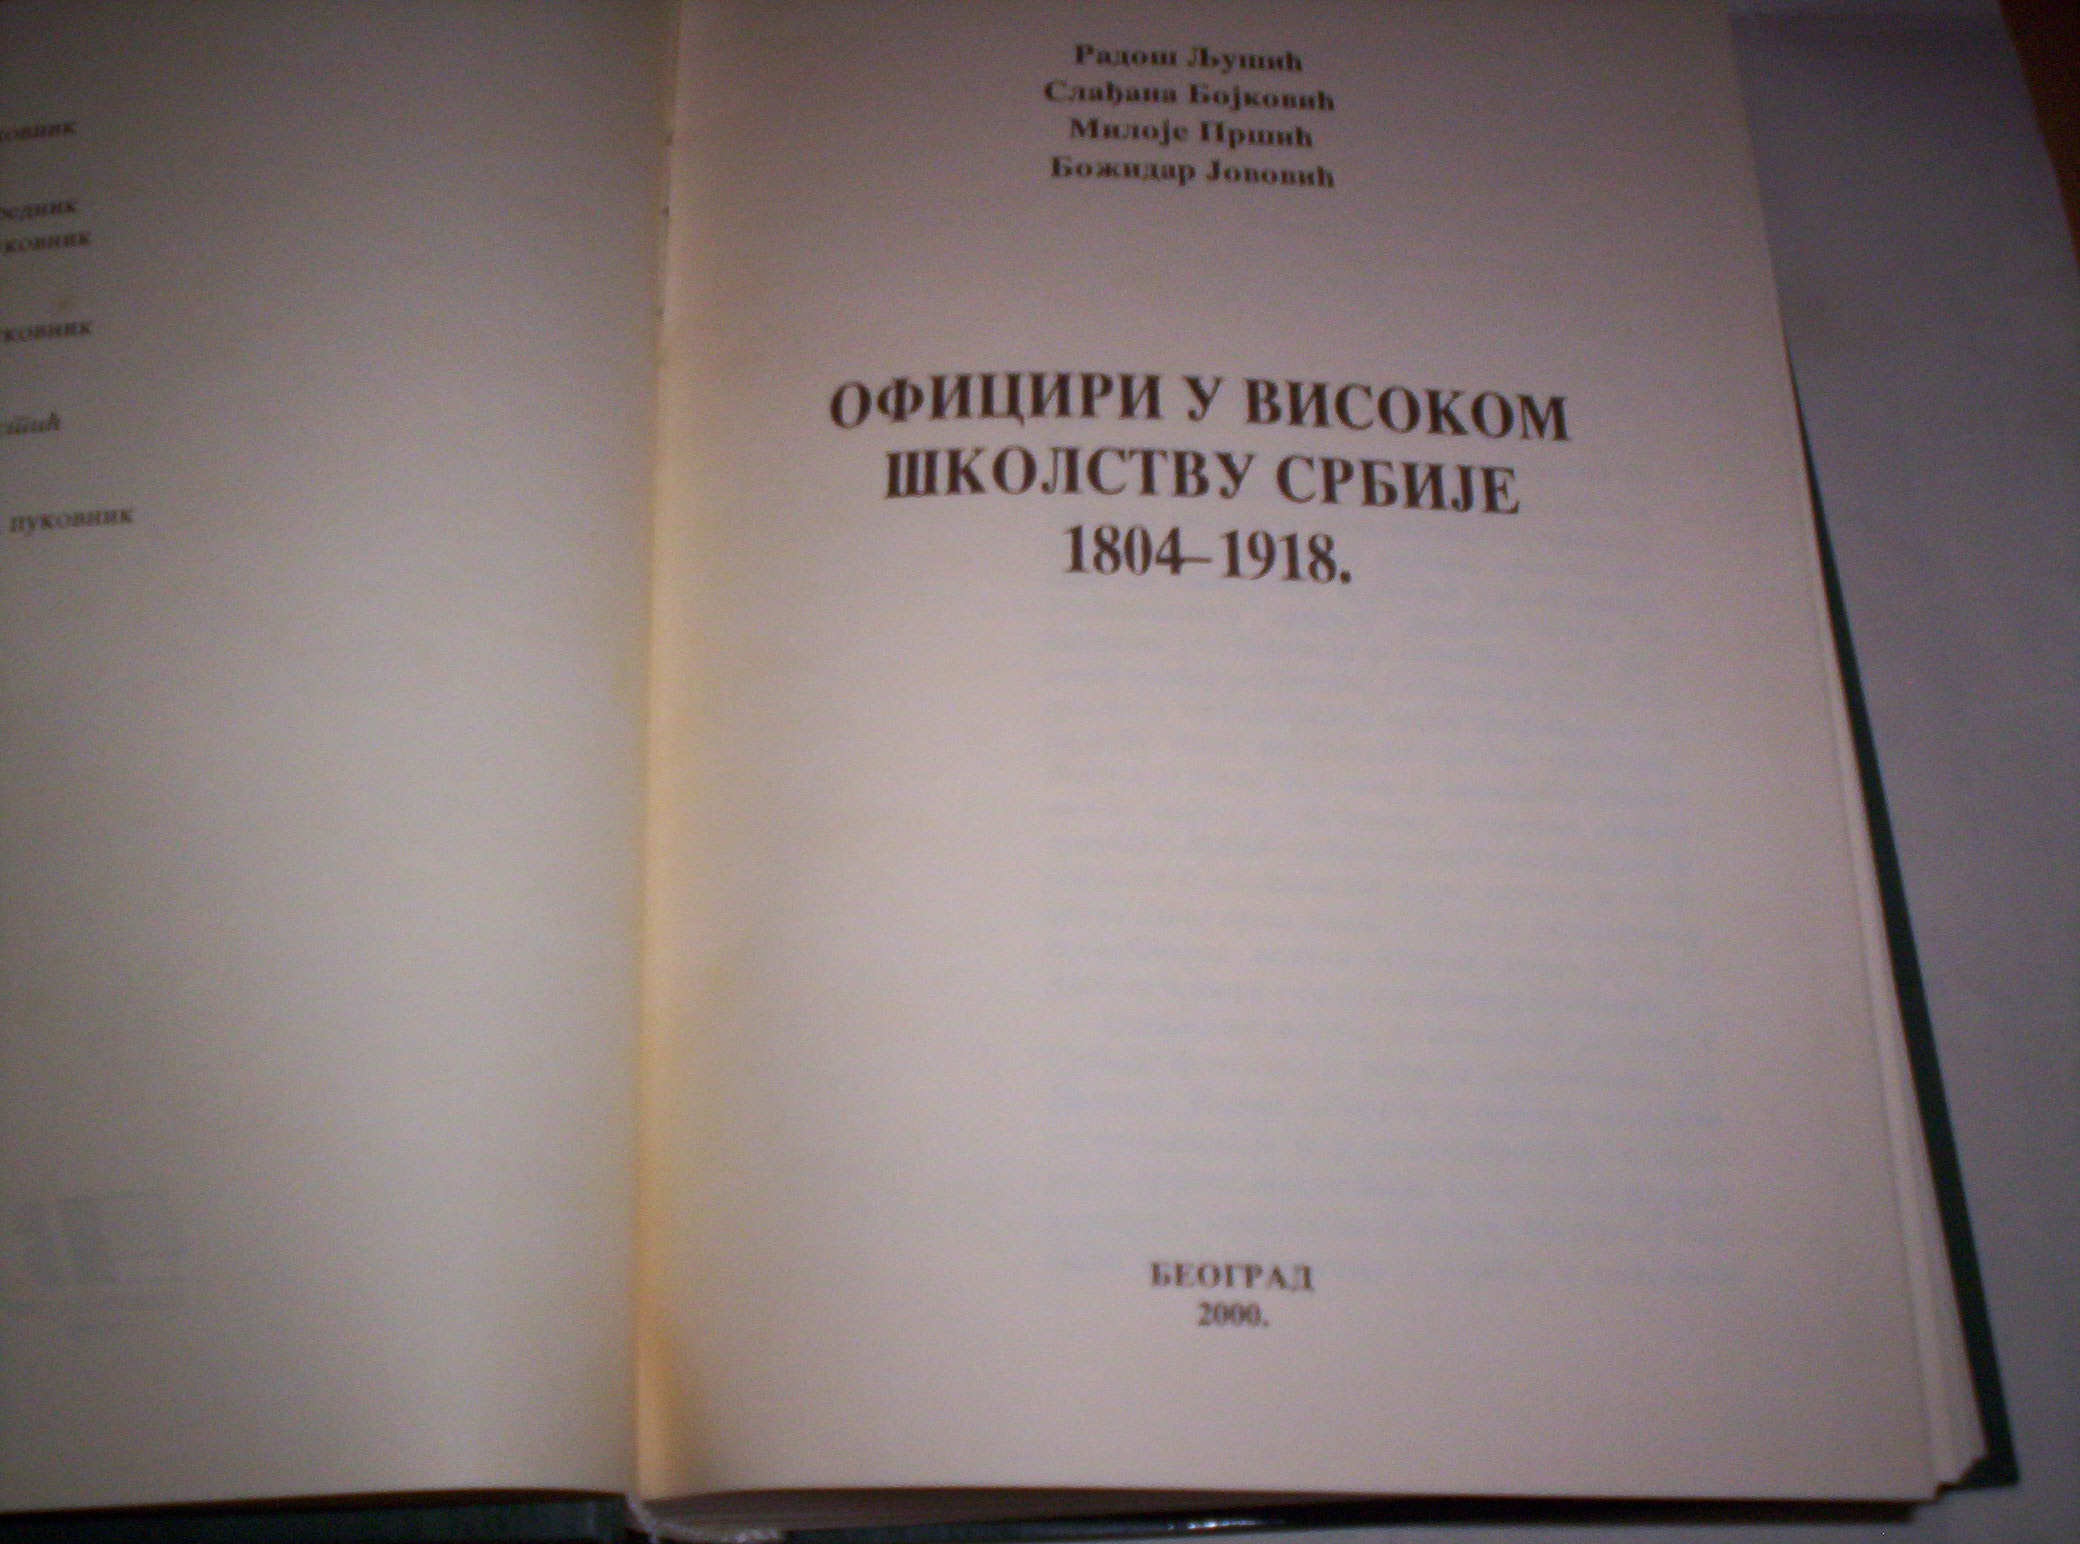 пуковник
Радош Љушић
Слађана Бојковић
Милоје Пршић
Божидар Јововић
ОФИЦИРИ У ВИСОКОМ
ШКОЛСТВУ СРБИЈЕ
1804–1918.
БЕОГРАД
2000.